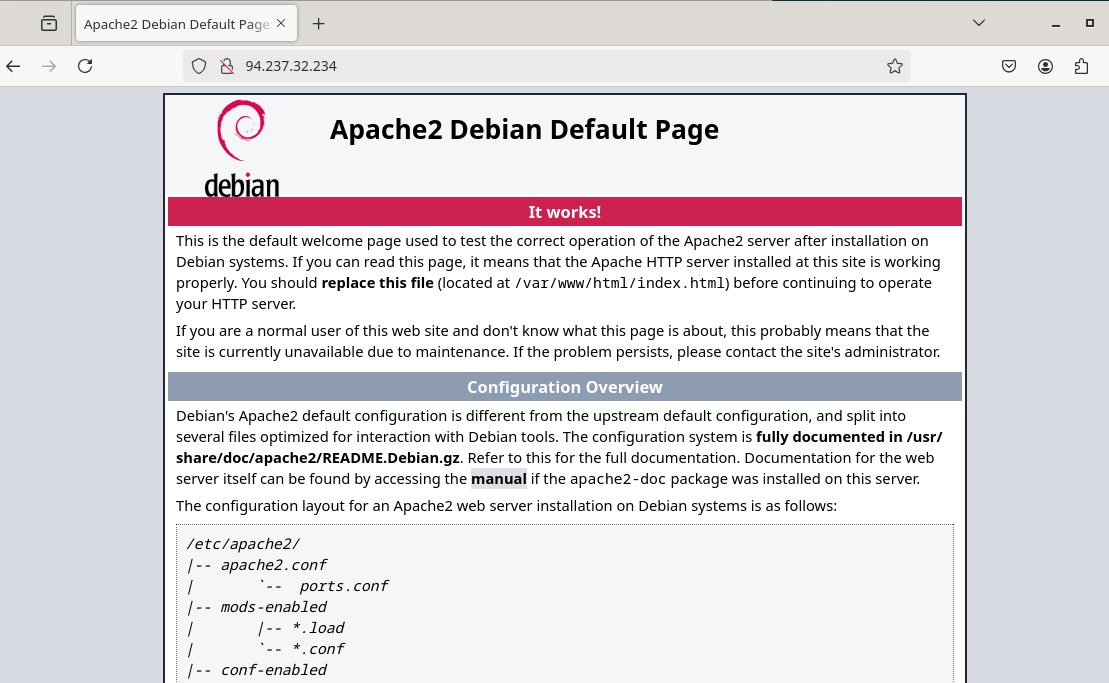 Apache2 Debian Default Page:
94.237.32.234
debian
Apache2 Debian Default Page
It works!
This is the default welcome page used to test the correct operation of the Apache2 server after installation on
Debian systems. If you can read this page, it means that the Apache HTTP server installed at this site is working
properly. You should replace this file (located at /var/www/html/index.html) before continuing to operate
your HTTP server.
If you are a normal user of this web site and don't know what this page is about, this probably means that the
site is currently unavailable due to maintenance. If the problem persists, please contact the site's administrator.
Configuration Overview
Debian's Apache2 default configuration is different from the upstream default configuration, and split into
several files optimized for interaction with Debian tools. The configuration system is fully documented in /usr/
share/doc/apache2/README.Debian.gz. Refer to this for the full documentation. Documentation for the web
server itself can be found by accessing the manual if the apache2-doc package was installed on this server.
The configuration layout for an Apache2 web server installation on Debian systems is as follows:
/etc/apache2/
|-- apache2.conf
|       `--  ports.conf
|-- mods-enabled
|       |-- *.load
|       `-- *.conf
|-- conf-enabled